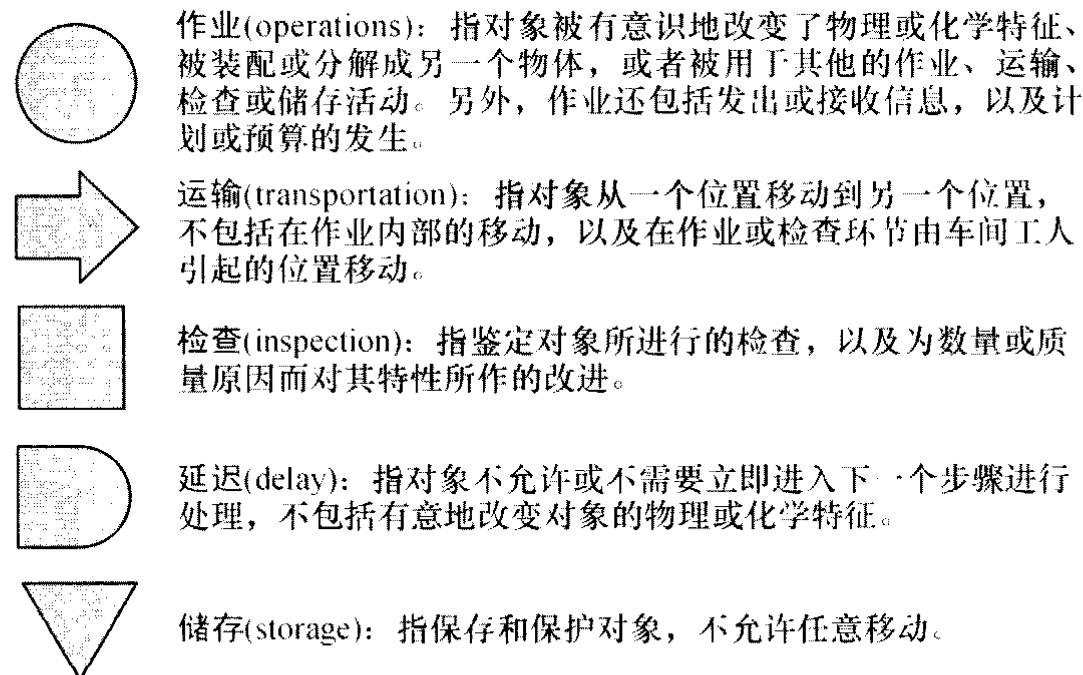 作业(operations)：指对象被有意识地改变了物理或化学特征、
被装配或分解成另一个物体，或者被用于其他的作业、运输、
检查或储存活动。另外，作业还包括发出或接收信息，以及计
划或预算的发生。
运输(transportation)：指对象从一个位置移动到另一个位置，
不包括在作业内部的移动，以及在作业或检查环节由车间工人
引起的位置移动。
检查(inspection)：指鉴定对象所进行的检查，以及为数量或质
量原因而对其特性所作的改进。
延迟(delay)：指对象不允许或不需要立即进入下一个步骤进行
处理，不包括有意地改变对象的物理或化学特征。
储存(storage)：指保存和保护对象，不允许任意移动。